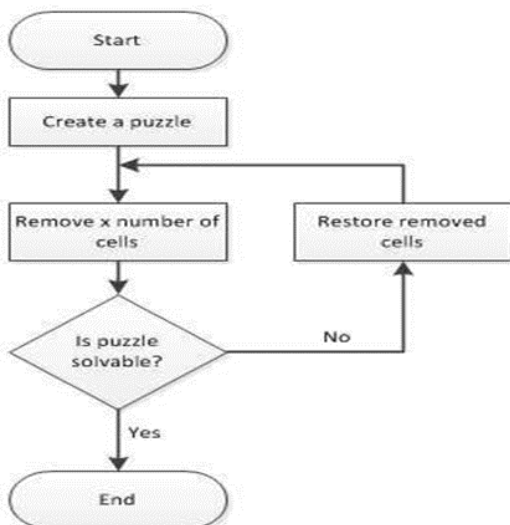 Start
Create a puzzle
Remove x number of
cells
Restore removed
cells
Is puzzle
solvable?
No
Yes
End